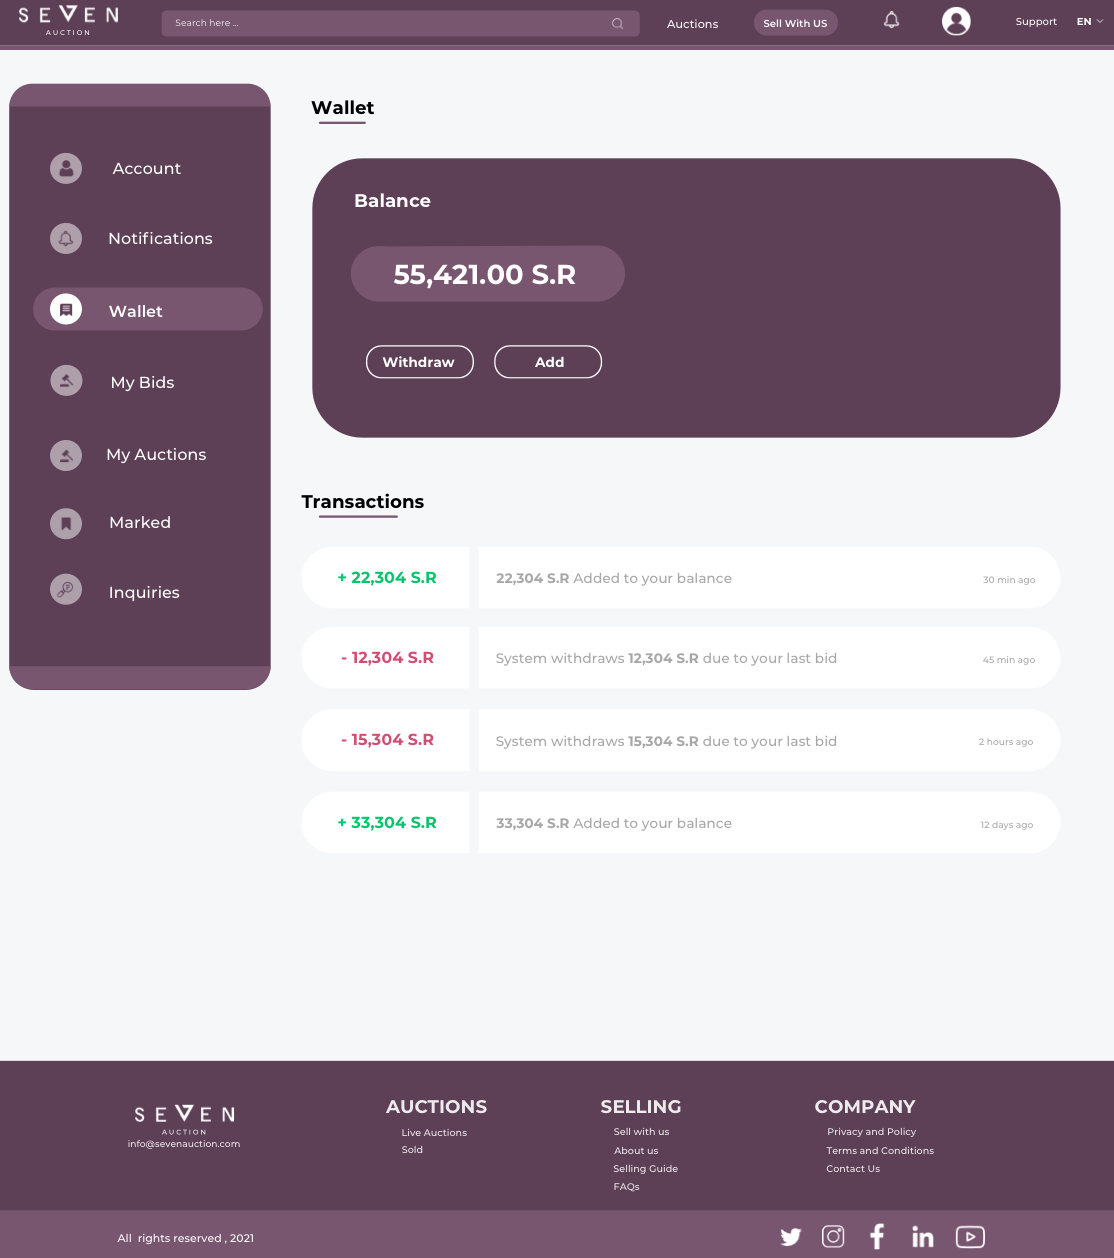 SEVEN
AUCTION
Search here ...
Auctions
Sell With US
Support
EN
Account
Notifications
Wallet
My Bids
My Auctions
Marked
Inquiries
Wallet
Balance
55,421.00 S.R
Withdraw
Add
Transactions
+ 22,304 S.R
22,304 S.R Added to your balance
30 min ago
- 12,304 S.R
System withdraws 12,304 S.R due to your last bid
45 min ago
- 15,304 S.R
System withdraws 15,304 S.R due to your last bid
2 hours ago
+ 33,304 S.R
33,304 S.R Added to your balance
12 days ago
SEVEN
AUCTION
info@sevenauction.com
AUCTIONS
Live Auctions
Sold
SELLING
Sell with us
About us
Selling Guide
FAQs
COMPANY
Privacy and Policy
Terms and Conditions
Contact Us
All rights reserved , 2021